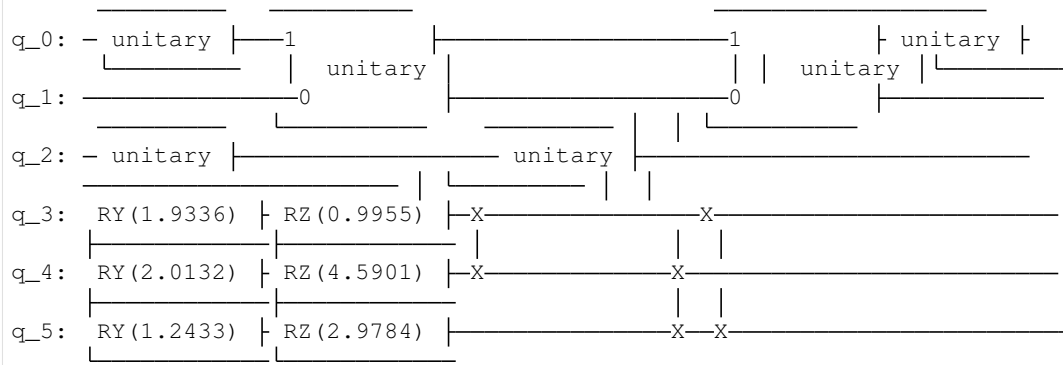 q_0: unitary 1 1 unitary
unitary unitary
q_1: 0 0
q_2: unitary unitary
q_3: RY(1.9336) RZ(0.9955) X X
q_4: RY(2.0132) RZ(4.5901) X X
q_5: RY(1.2433) RZ(2.9784) X X